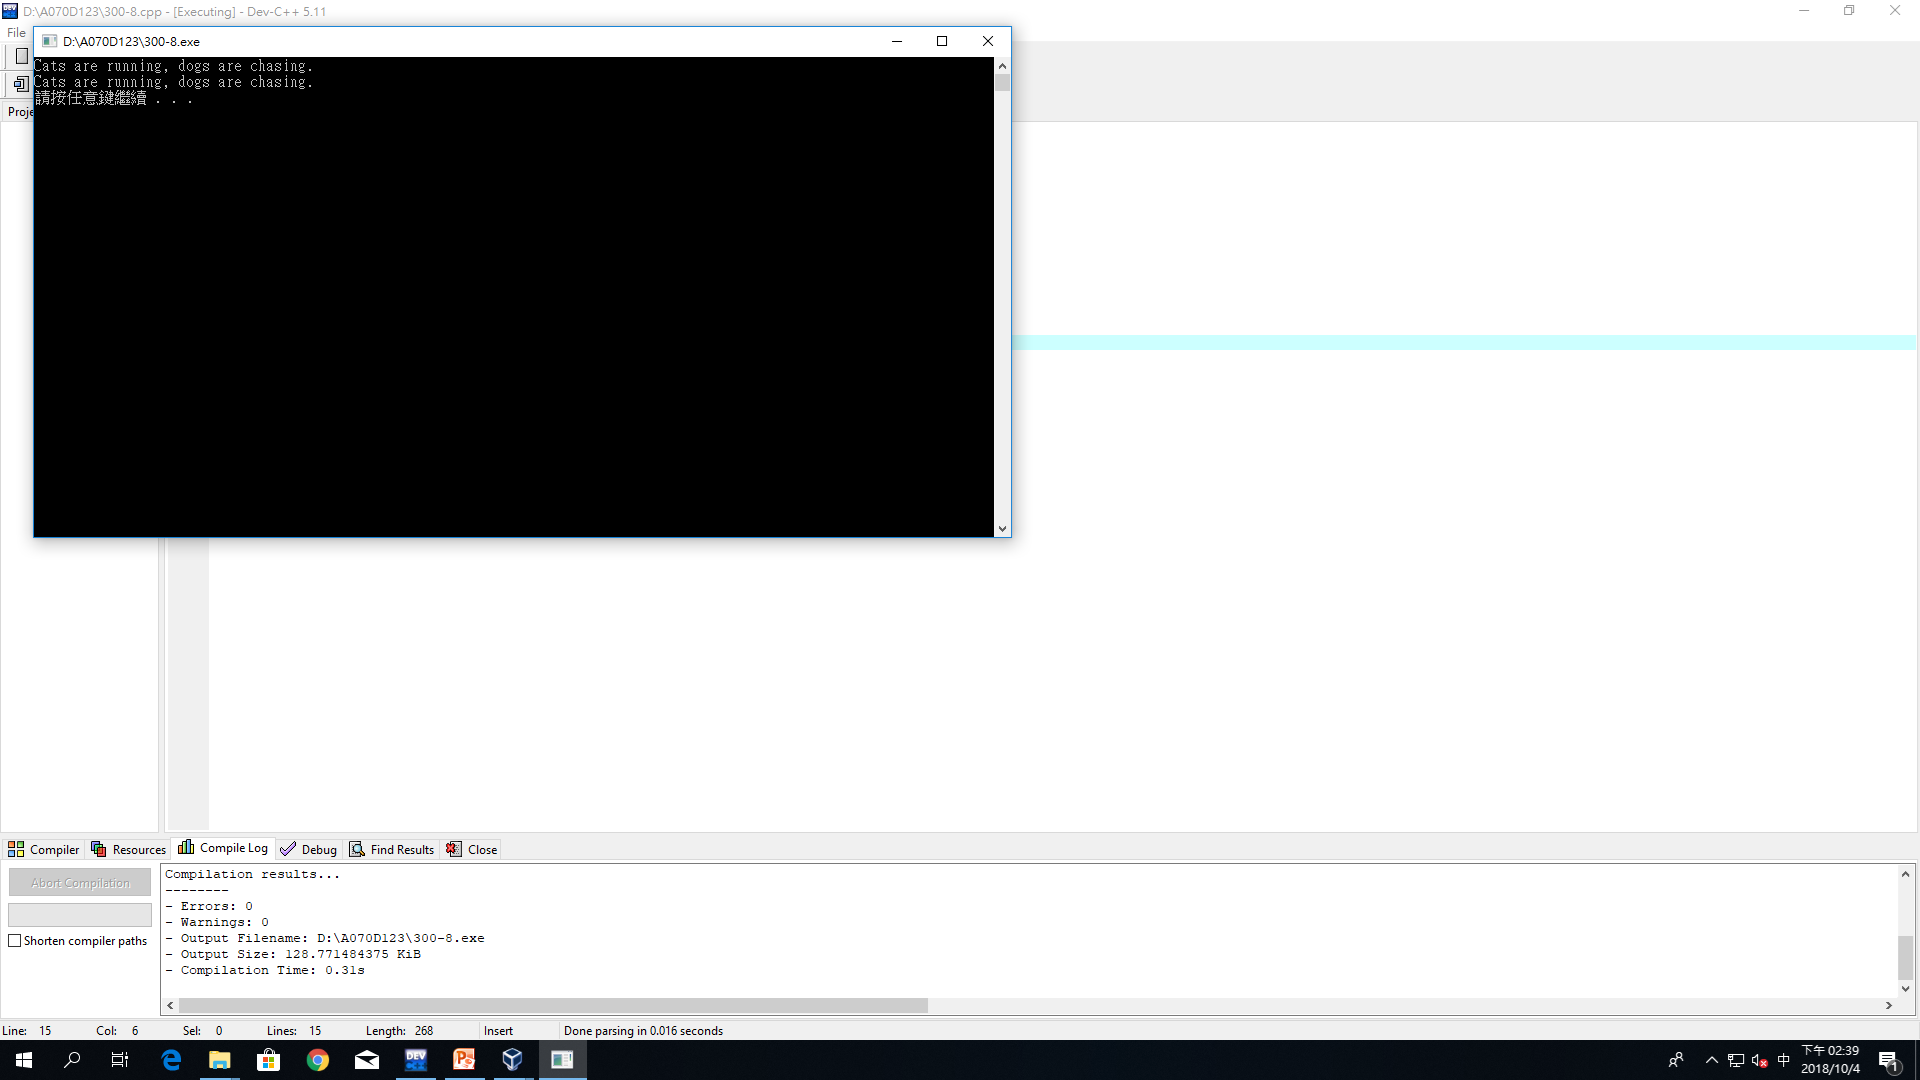 D:\A070D123\300-8.cpp - [Executing] - Dev-C++ 5.11
File
D:\A070D123\300-8.exe
Cats are running, dogs are chasing.
Cats are running, dogs are chasing.
請按任意鍵繼續 . . .
Proje
Compiler
Resources
Compile Log
Debug
Find Results
Close
Abort Compilation
Shorten compiler paths
Compilation results...
--------
- Errors: 0
- Warnings: 0
- Output Filename: D:\A070D123\300-8.exe
- Output Size: 128.771484375 KiB
- Compilation Time: 0.31s
Line: 15 Col: 6 Sel: 0 Lines: 15 Length: 268 Insert Done parsing in 0.016 seconds
DEV
中
下午 02:39
2018/10/4
1